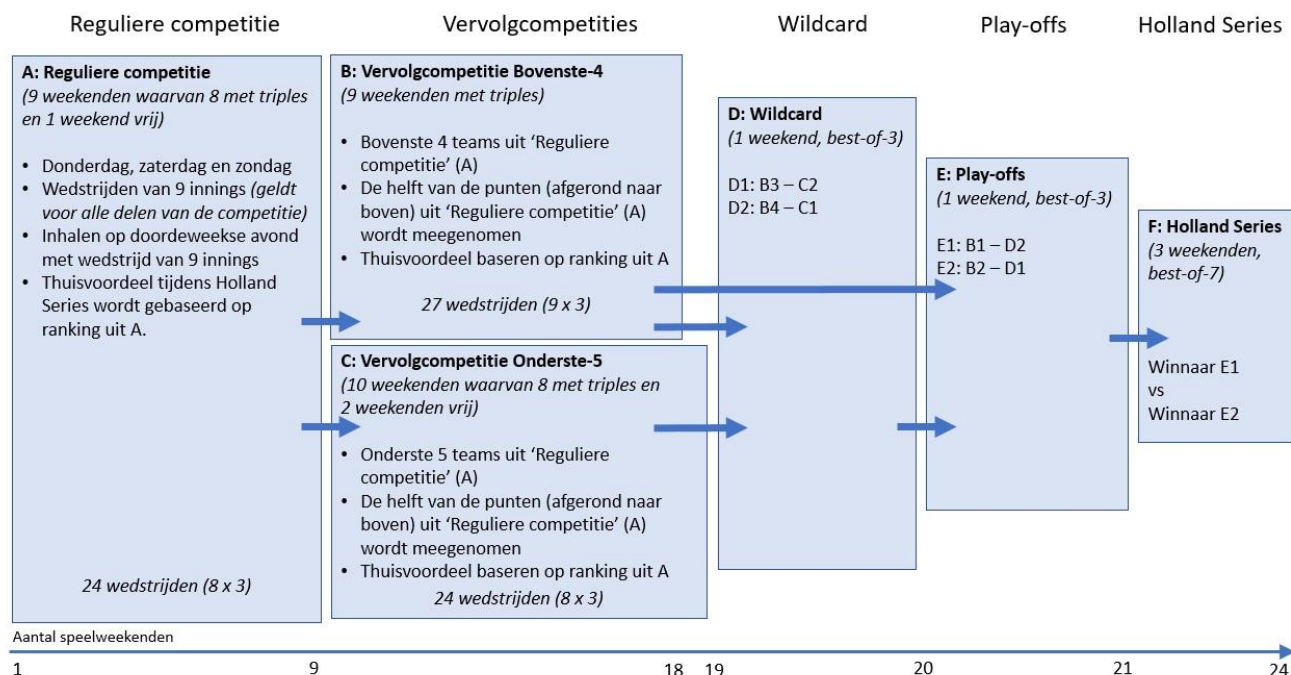 Reguliere competitie
Vervolgcompetities
Wildcard
Play-offs
Holland Series
A: Reguliere competitie
(9 weekenden waarvan 8 met triples
en 1 weekend vrij)
• Donderdag, zaterdag en zondag
• Wedstrijden van 9 innings (geldt
voor alle delen van de competitie)
• Inhalen op doordeweekse avond
met wedstrijd van 9 innings
• Thuisvoordeel tijdens Holland
Series wordt gebaseerd op
ranking uit A.
24 wedstrijden (8 x 3)
B: Vervolgcompetitie Bovenste-4
(9 weekenden met triples)
• Bovenste 4 teams uit ‘Reguliere
competitie’ (A)
• De helft van de punten (afgerond naar
boven) uit ‘Reguliere competitie’ (A)
wordt meegenomen
• Thuisvoordeel baseren op ranking uit A
27 wedstrijden (9 x 3)
C: Vervolgcompetitie Onderste-5
(10 weekenden waarvan 8 met triples en
2 weekenden vrij)
• Onderste 5 teams uit ‘Reguliere
competitie’ (A)
• De helft van de punten (afgerond naar
boven) uit ‘Reguliere competitie’ (A)
wordt meegenomen
• Thuisvoordeel baseren op ranking uit A
24 wedstrijden (8 x 3)
D: Wildcard
(1 weekend, best-of-3)
D1: B3 – C2
D2: B4 – C1
E: Play-offs
(1 weekend, best-of-3)
E1: B1 – D2
E2: B2 – D1
F: Holland Series
(3 weekenden,
best-of-7)
Winnaar E1
vs
Winnaar E2
Aantal speelweekenden
1 9 18 19 20 21 24